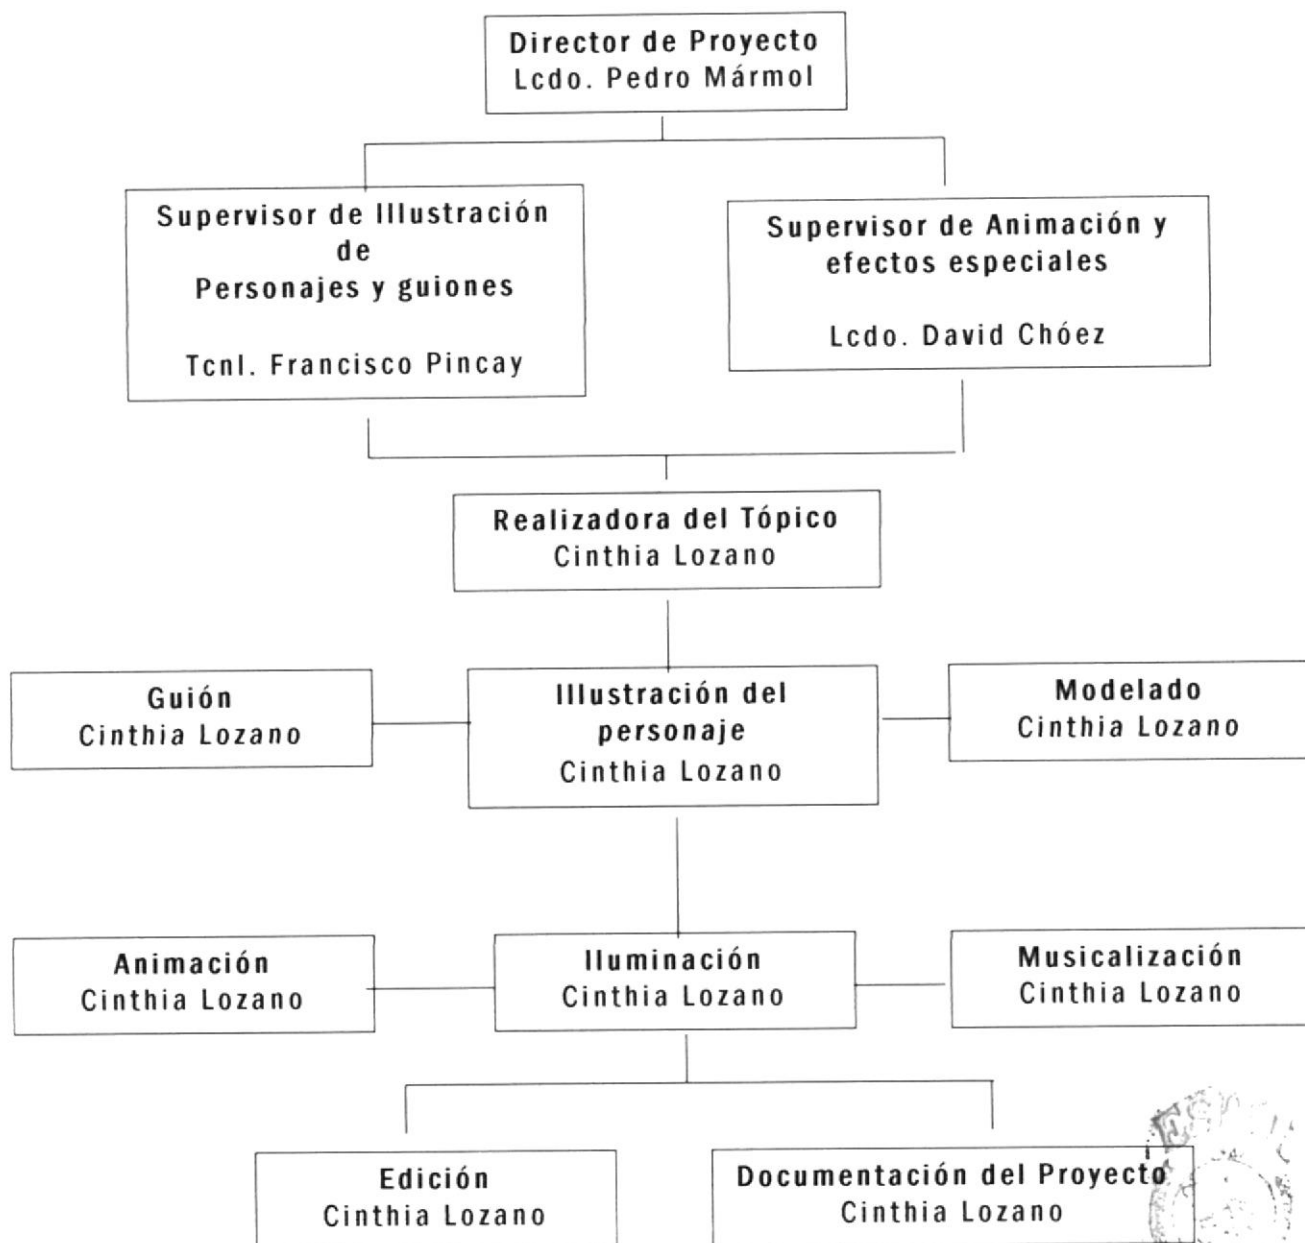 Director de Proyecto
Lcdo. Pedro Mármol
Supervisor de Illustración
de
Personajes y guiones
Tcnl. Francisco Pincay
Supervisor de Animación y
efectos especiales
Lcdo. David Chóez
Realizadora del Tópico
Cinthia Lozano
Guión
Cinthia Lozano
Illustración del
personaje
Cinthia Lozano
Modelado
Cinthia Lozano
Animación
Cinthia Lozano
Iluminación
Cinthia Lozano
Musicalización
Cinthia Lozano
Edición
Cinthia Lozano
Documentación del Proyecto
Cinthia Lozano